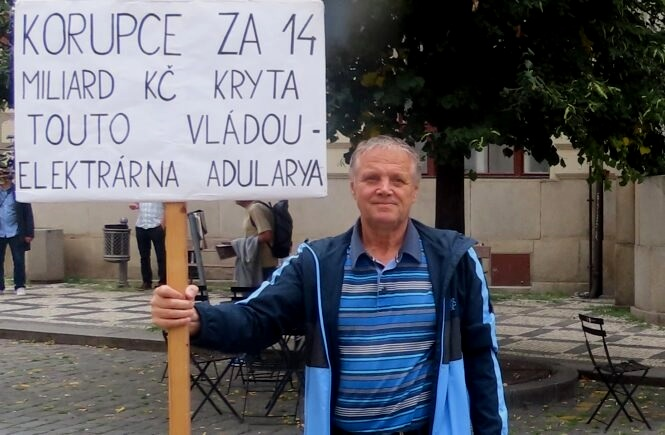 KORUPCE ZA 14
MILIARD KČ KRYTA
TOUTO VLÁDOU-
ELEKTRÁRNA ADULARYA